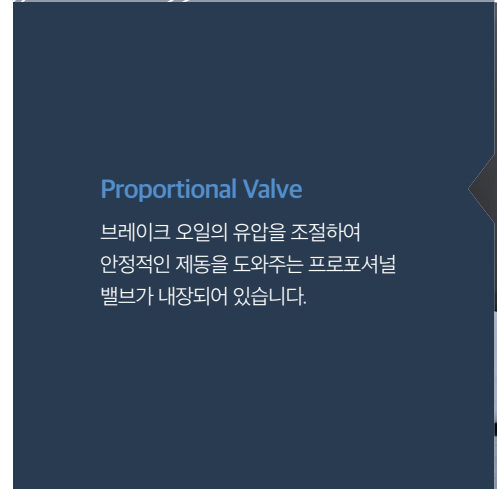 Proportional Valve
브레이크 오일의 유압을 조절하여
안정적인 제동을 도와주는 프로포셔널
밸브가 내장되어 있습니다.